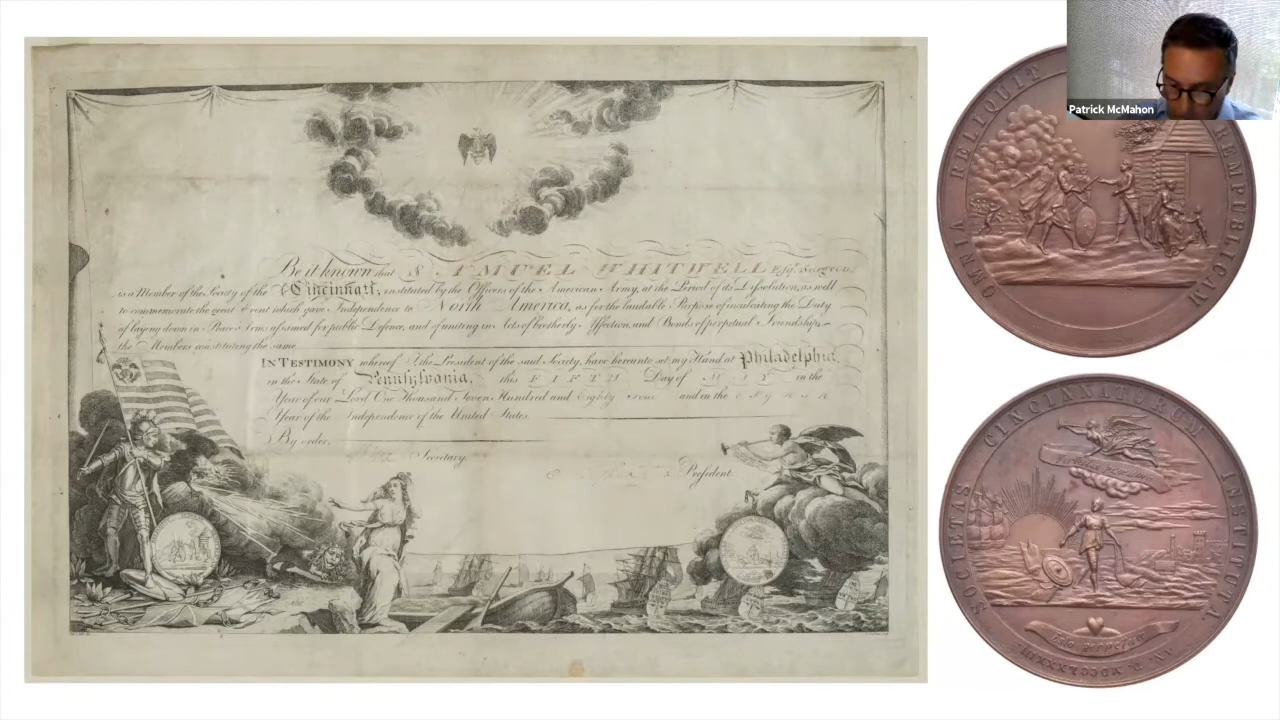 Be it known that SAMUEL WHITWELL Esq.r Surgeon
is a Member of the Society of the Cincinnati, instituted by the Officers of the American Army, at the Period of its Dissolution, as well
to commemorate the great Event which gave Independence to North America, as for the laudable Purpose of inculcating the Duty
of laying down in Peace Arms assumed for public Defence, and of uniting in Acts of brotherly Affection and Bonds of perpetual Friendship
the Members constituting the same.
IN TESTIMONY whereof I, the President of the said Society, have hereunto set my Hand at Philadelphia
in the State of Pennsylvania, this FIFTH Day of MAY in the
Year of our Lord One Thousand Seven Hundred and Eighty Four and in the EIGHTH
Year of the Independence of the United States.
By order,
Secretary.
President.
OMNIA RELIQUIT REMPUBLICAM
Patrick McMahon
SOCIETAS CINCINNATORUM INSTITUTA.
AN. D. MDCCLXXXIII.